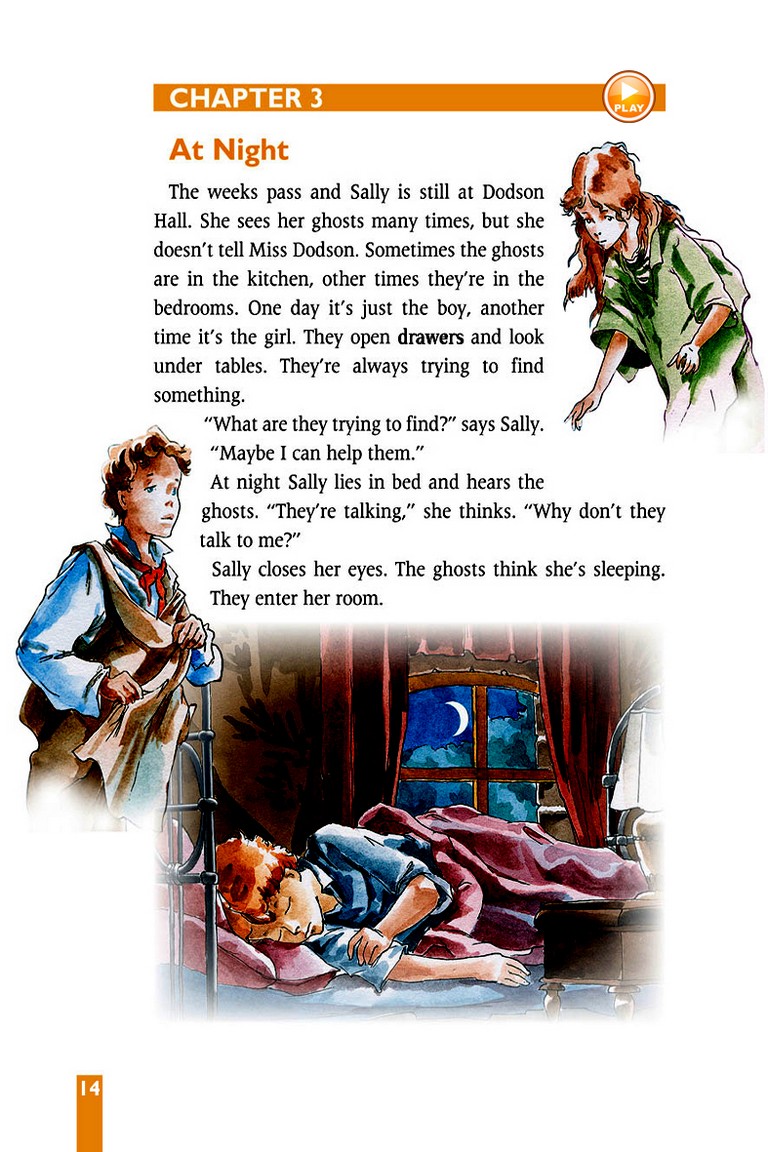 CHAPTER 3
PLAY
At Night
The weeks pass and Sally is still at Dodson
Hall. She sees her ghosts many times, but she
doesn’t tell Miss Dodson. Sometimes the ghosts
are in the kitchen, other times they’re in the
bedrooms. One day it’s just the boy, another
time it’s the girl. They open drawers and look
under tables. They’re always trying to find
something.
“What are they trying to find?” says Sally.
“Maybe I can help them.”
At night Sally lies in bed and hears the
ghosts. “They’re talking,” she thinks. “Why don’t they
talk to me?”
Sally closes her eyes. The ghosts think she’s sleeping.
They enter her room.
14